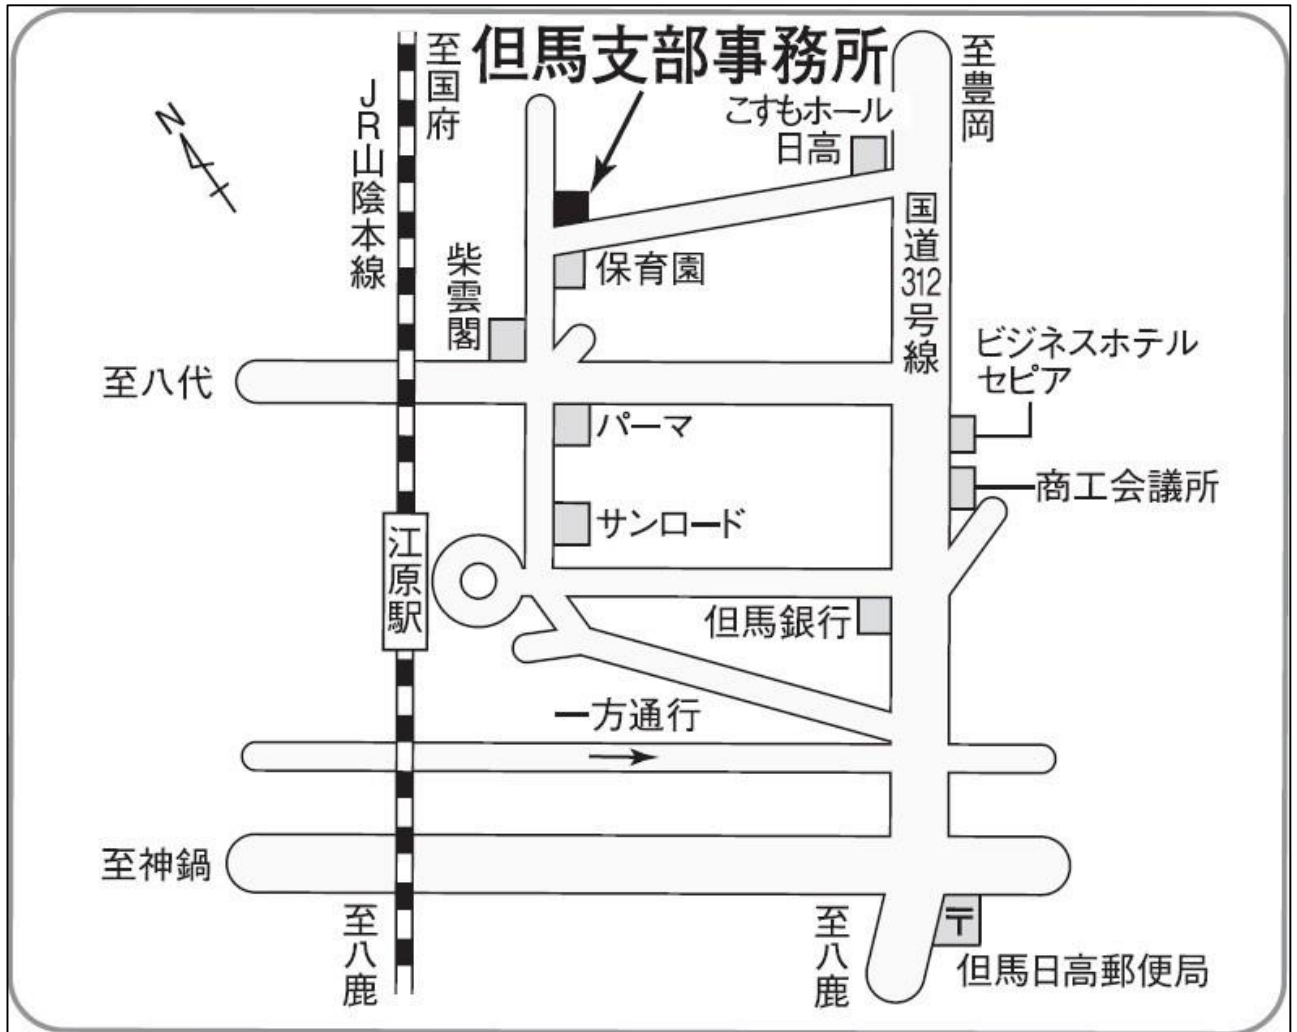 但馬支部事務所
至国府
至豊岡
N
JR山陰本線
こすもホール
日高
国道312号線
柴雲閣
保育園
ビジネスホテル
セピア
至八代
パーマ
商工会議所
サンロード
江原駅
但馬銀行
一方通行
至神鍋
至八鹿
至八鹿
〒
但馬日高郵便局